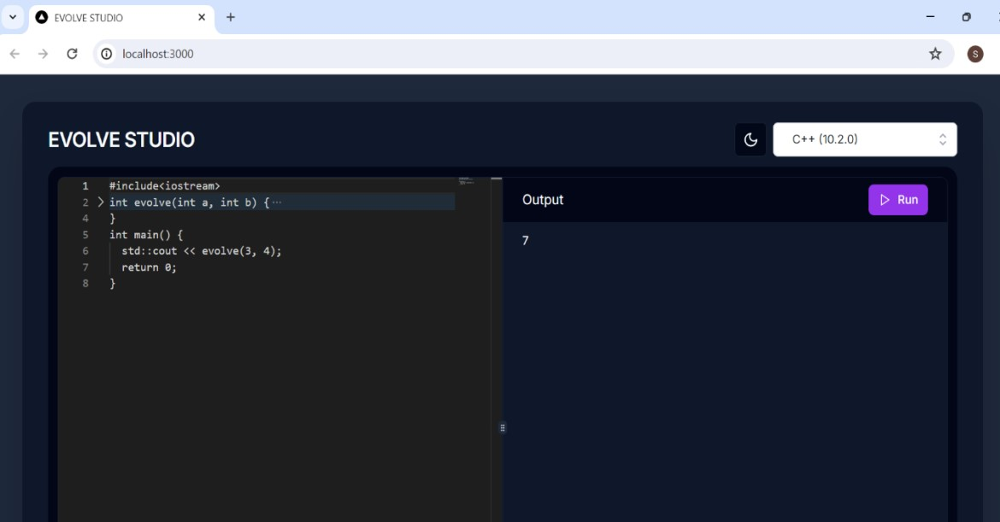 EVOLVE STUDIO
localhost:3000
S
EVOLVE STUDIO
C++ (10.2.0)
1 #include<iostream>
2 int evolve(int a, int b) {···
4 }
5 int main() {
6 std::cout << evolve(3, 4);
7 return 0;
8 }
Output
Run
7